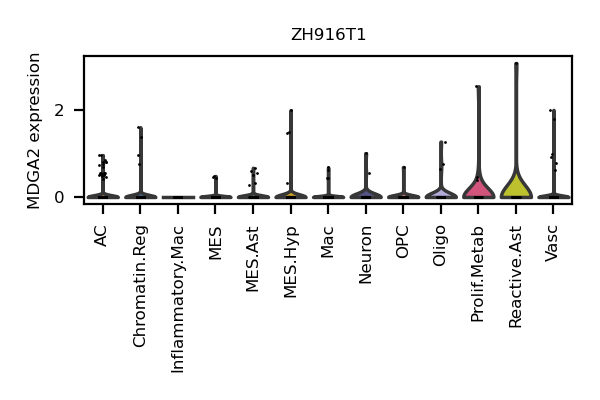 ZH916T1
MDGA2 expression
2
0
AC
Chromatin.Reg
Inflammatory.Mac
MES
MES.Ast
MES.Hyp
Mac
Neuron
OPC
Oligo
Prolif.Metab
Reactive.Ast
Vasc